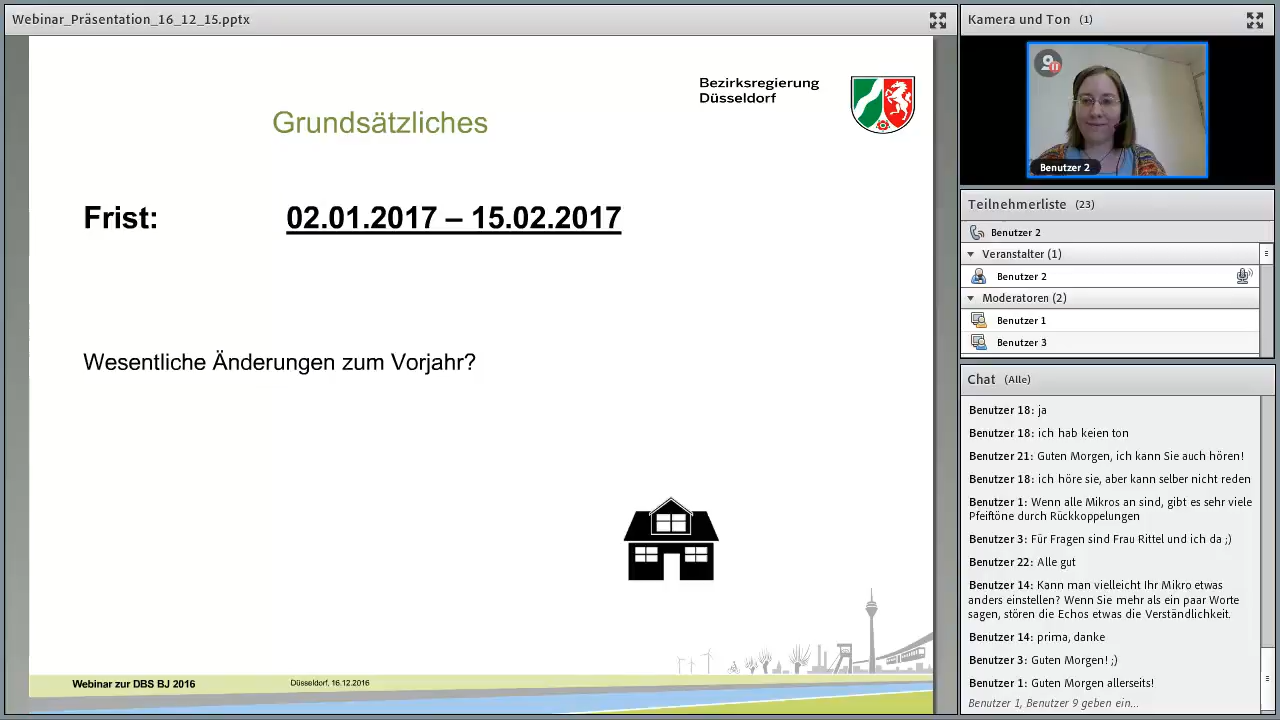 Webinar_Präsentation_16_12_15.pptx
Bezirksregierung
Düsseldorf
Grundsätzliches
Frist: 02.01.2017 – 15.02.2017
Wesentliche Änderungen zum Vorjahr?
Webinar zur DBS BJ 2016
Düsseldorf, 16.12.2016
Kamera und Ton (1)
Benutzer 2
Teilnehmerliste (23)
Benutzer 2
Veranstalter (1)
Benutzer 2
Moderatoren (2)
Benutzer 1
Benutzer 3
Chat (Alle)
Benutzer 18: ja
Benutzer 18: ich hab keien ton
Benutzer 21: Guten Morgen, ich kann Sie auch hören!
Benutzer 18: ich höre sie, aber kann selber nicht reden
Benutzer 1: Wenn alle Mikros an sind, gibt es sehr viele
Pfeiftöne durch Rückkoppelungen
Benutzer 3: Für Fragen sind Frau Rittel und ich da ;)
Benutzer 22: Alle gut
Benutzer 14: Kann man vielleicht Ihr Mikro etwas
anders einstellen? Wenn Sie mehr als ein paar Worte
sagen, stören die Echos etwas die Verständlichkeit.
Benutzer 14: prima, danke
Benutzer 3: Guten Morgen! ;)
Benutzer 1: Guten Morgen allerseits!
Benutzer 1, Benutzer 9 geben ein...